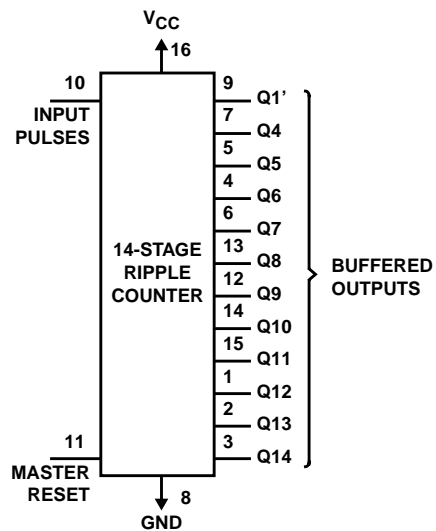 VCC
16
10
INPUT
PULSES
14-STAGE
RIPPLE
COUNTER
11
MASTER
RESET
8
GND
9 Q1’
7 Q4
5 Q5
4 Q6
6 Q7
13 Q8
12 Q9
14 Q10
15 Q11
1 Q12
2 Q13
3 Q14
BUFFERED
OUTPUTS